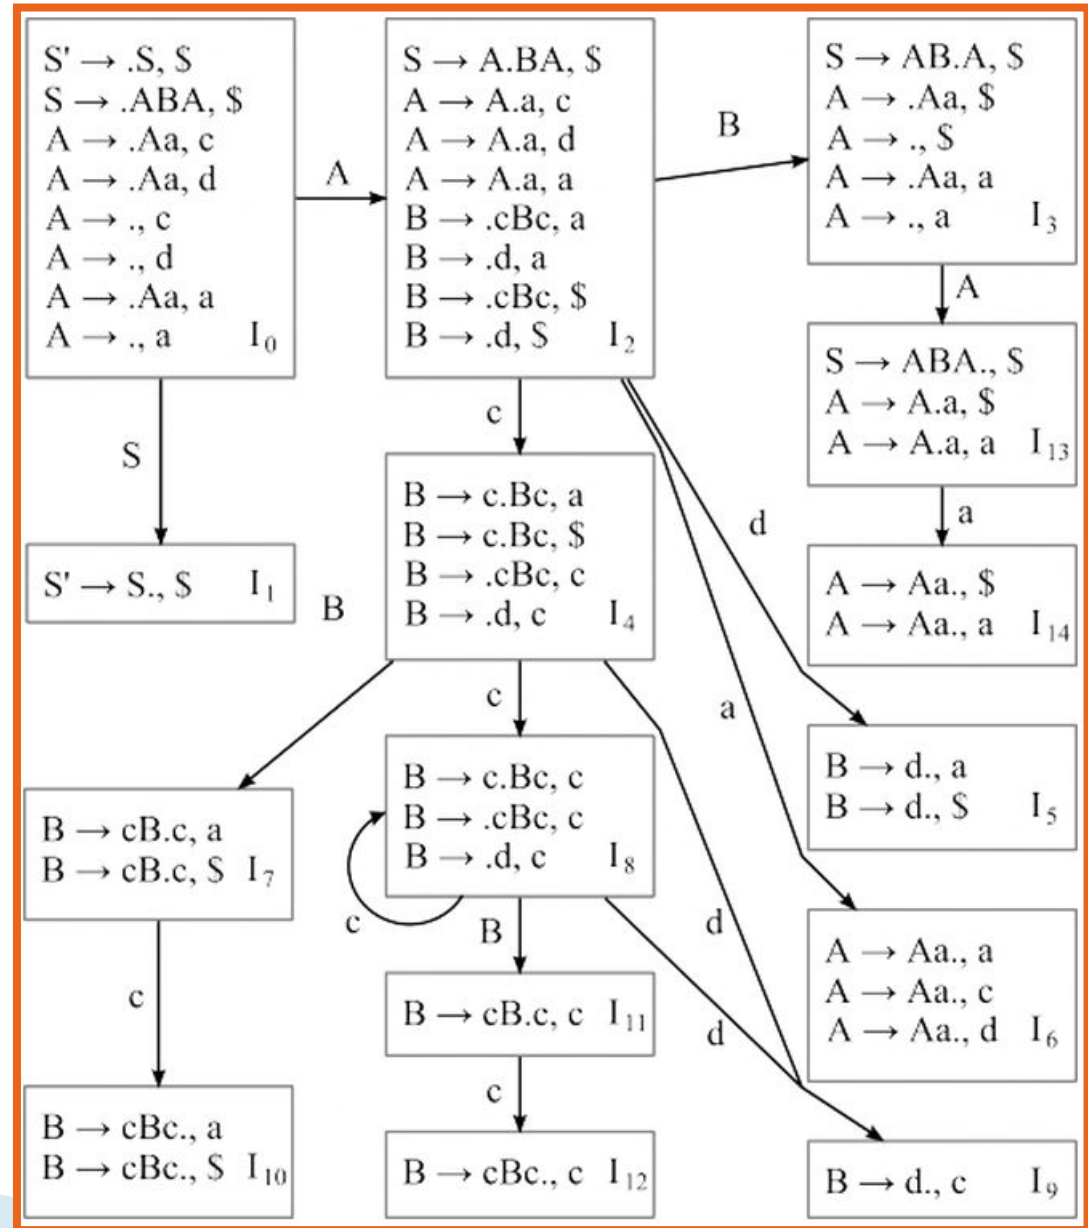 S' → .S, $
S → .ABA, $
A → .Aa, c
A → .Aa, d
A → ., c
A → ., d
A → .Aa, a
A → ., a I₀
A
S → A.BA, $
A → A.a, c
A → A.a, d
A → A.a, a
B → .cBc, a
B → .d, a
B → .cBc, $
B → .d, $ I₂
B
S → AB.A, $
A → .Aa, $
A → ., $
A → .Aa, a
A → ., a I₃
A
S → ABA., $
A → A.a, $
A → A.a, a I₁₃
a
A → Aa., $
A → Aa., a I₁₄
S
S' → S., $ I₁
c
B → c.Bc, a
B → c.Bc, $
B → .cBc, c
B → .d, c I₄
d
a
B → d., a
B → d., $ I₅
A → Aa., a
A → Aa., c
A → Aa., d I₆
B
B → cB.c, a
B → cB.c, $ I₇
c
B → cBc., a
B → cBc., $ I₁₀
c
B → c.Bc, c
B → .cBc, c
B → .d, c I₈
c
B
B → cB.c, c I₁₁
c
B → cBc., c I₁₂
d
d
B → d., c I₉